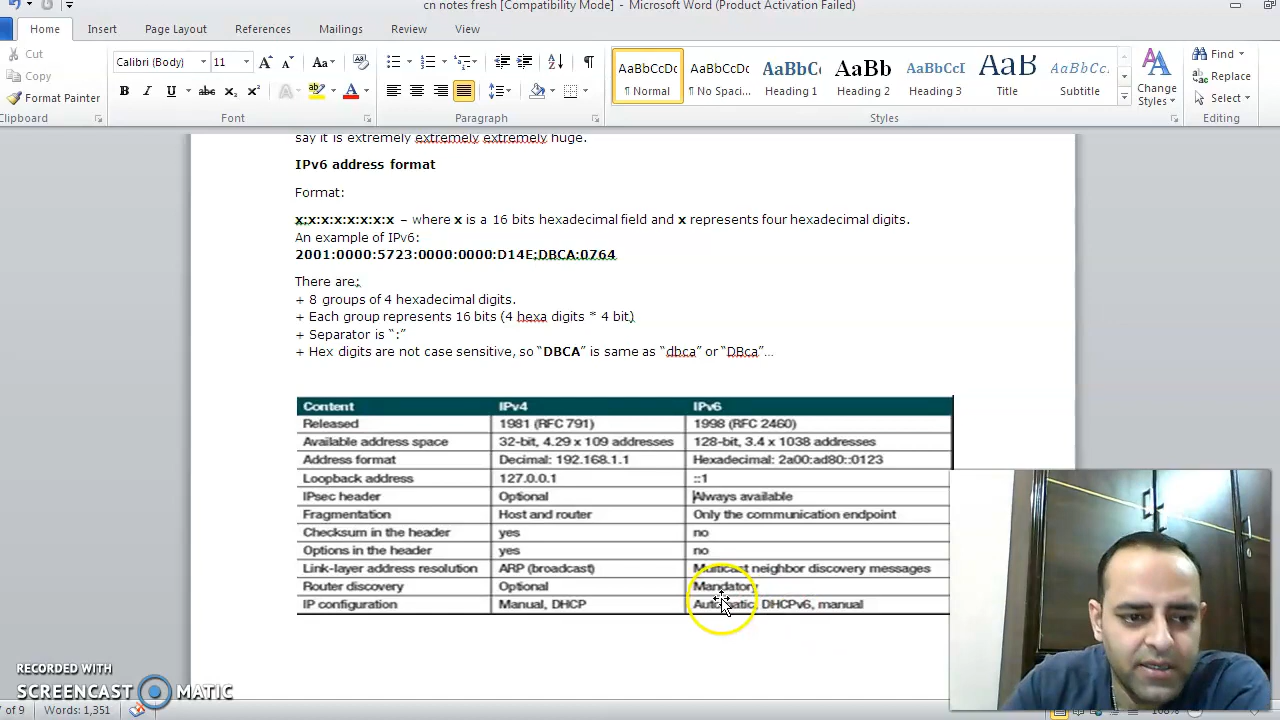 cn notes fresh [Compatibility Mode] - Microsoft Word (Product Activation Failed)
Home Insert Page Layout References Mailings Review View
Cut
Copy
Format Painter
Clipboard
Calibri (Body) 11
Font
Paragraph
AaBbCcDc AaBbCcDc AaBbC AaBb AaBbCcI AaB AaBbCc.
¶ Normal ¶ No Spaci... Heading 1 Heading 2 Heading 3 Title Subtitle
Styles
Change Styles
Find
Replace
Select
Editing
say it is extremely extremely extremely huge.
IPv6 address format
Format:
x:x:x:x:x:x:x:x – where x is a 16 bits hexadecimal field and x represents four hexadecimal digits.
An example of IPv6:
2001:0000:5723:0000:0000:D14E:DBCA:0764
There are:
+ 8 groups of 4 hexadecimal digits.
+ Each group represents 16 bits (4 hexa digits * 4 bit)
+ Separator is “:”
+ Hex digits are not case sensitive, so “DBCA” is same as “dbca” or “DBca”...
Content IPv4 IPv6
Released 1981 (RFC 791) 1998 (RFC 2460)
Available address space 32-bit, 4.29 x 109 addresses 128-bit, 3.4 x 1038 addresses
Address format Decimal: 192.168.1.1 Hexadecimal: 2a00:ad80::0123
Loopback address 127.0.0.1 ::1
IPsec header Optional Always available
Fragmentation Host and router Only the communication endpoint
Checksum in the header yes no
Options in the header yes no
Link-layer address resolution ARP (broadcast) Multicast neighbor discovery messages
Router discovery Optional Mandatory
IP configuration Manual, DHCP Automatic, DHCPv6, manual
RECORDED WITH
SCREENCAST MATIC
7 of 9 Words: 1,351